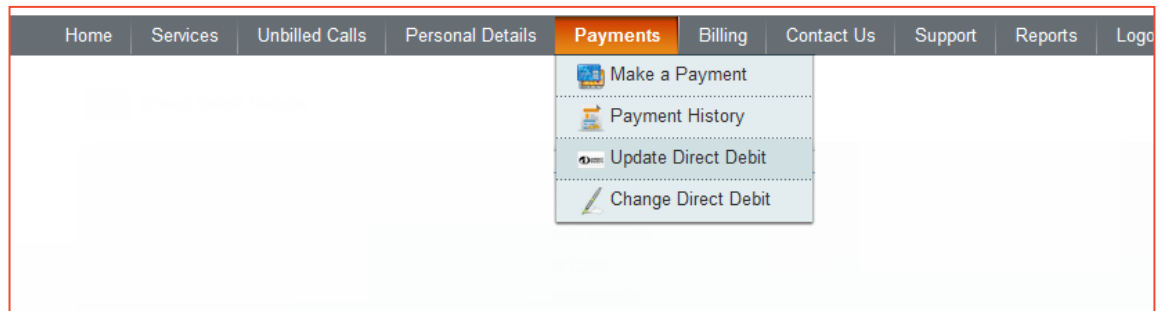 Home Services Unbilled Calls Personal Details Payments Billing Contact Us Support Reports Logo
Make a Payment
Payment History
Update Direct Debit
Change Direct Debit